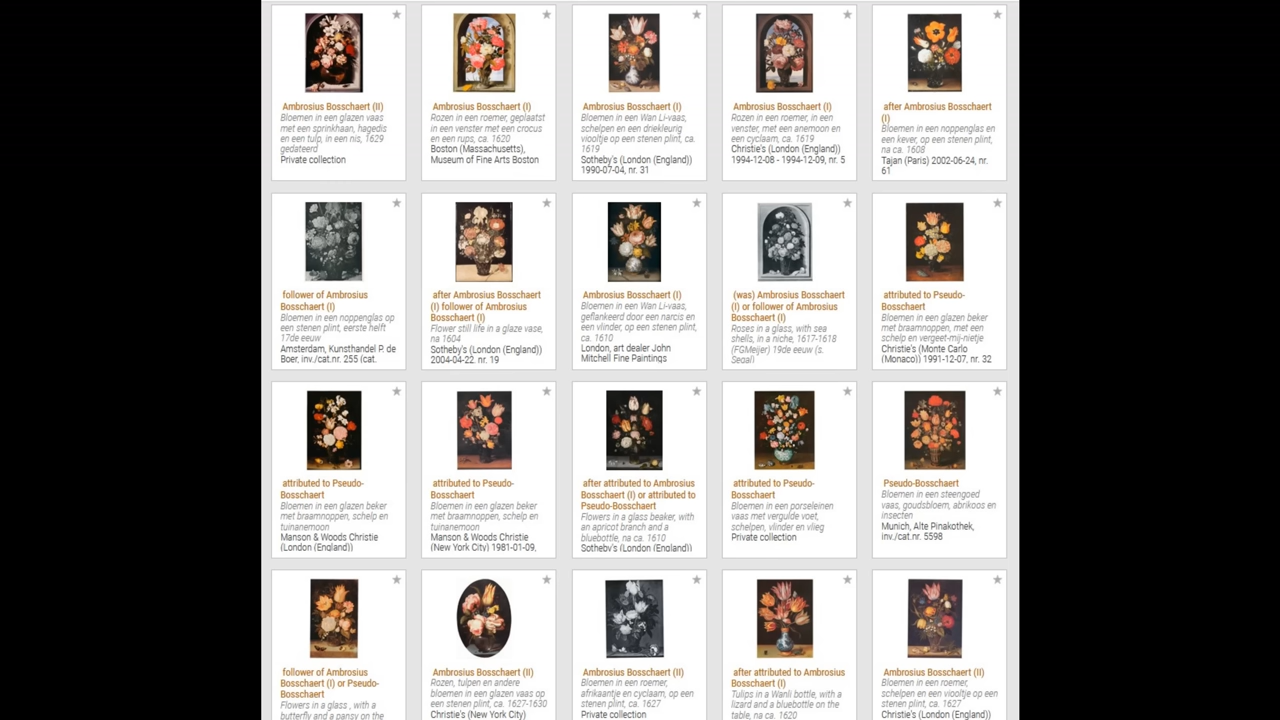 Ambrosius Bosschaert (II)
Bloemen in een glazen vaas
met een sprinkhaan, hagedis
en een tulp, in een nis, 1629
gedateerd
Private collection
Ambrosius Bosschaert (I)
Rozen in een roemer, geplaatst
in een venster met een crocus
en een rups, ca. 1620
Boston (Massachusetts),
Museum of Fine Arts Boston
Ambrosius Bosschaert (I)
Bloemen in een Wan Li-vaas,
schelpen en een driekleurig
viooltje op een stenen plint, ca.
1619
Sotheby's (London (England))
1990-07-04, nr. 31
Ambrosius Bosschaert (I)
Rozen in een roemer, in een
venster, met een anemoon en
een cyclaam, ca. 1619
Christie's (London (England))
1994-12-08 - 1994-12-09, nr. 5
after Ambrosius Bosschaert
(I)
Bloemen in een noppenglas en
een kever, op een stenen plint,
na ca. 1608
Tajan (Paris) 2002-06-24, nr.
61
follower of Ambrosius
Bosschaert (I)
Bloemen in een noppenglas op
een stenen plint, eerste helft
17de eeuw
Amsterdam, Kunsthandel P. de
Boer, inv./cat.nr. 255 (cat.
after Ambrosius Bosschaert
(I) follower of Ambrosius
Bosschaert (I)
Flower still life in a glaze vase,
na 1604
Sotheby's (London (England))
2004-04-22, nr. 19
Ambrosius Bosschaert (I)
Bloemen in een Wan Li-vaas,
geflankeerd door een narcis en
een vlinder, op een stenen plint,
ca. 1610
London, art dealer John
Mitchell Fine Paintings
(was) Ambrosius Bosschaert
(I) or follower of Ambrosius
Bosschaert (I)
Roses in a glass, with sea
shells, in a niche, 1617-1618
(FGMeijer) 19de eeuw (s.
Segal)
attributed to Pseudo-
Bosschaert
Bloemen in een glazen beker
met braamnoppen, met een
schelp en vergeet-mij-nietje
Christie's (Monte Carlo
(Monaco)) 1991-12-07, nr. 32
attributed to Pseudo-
Bosschaert
Bloemen in een glazen beker
met braamnoppen, schelp en
tuinanemoon
Manson & Woods Christie
(London (England))
attributed to Pseudo-
Bosschaert
Bloemen in een glazen beker
met braamnoppen, schelp en
tuinanemoon
Manson & Woods Christie
(New York City) 1981-01-09,
after attributed to Ambrosius
Bosschaert (I) or attributed to
Pseudo-Bosschaert
Flowers in a glass beaker, with
an apricot branch and a
bluebottle, na ca. 1610
Sotheby's (London (England))
attributed to Pseudo-
Bosschaert
Bloemen in een porseleinen
vaas met vergulde voet,
schelpen, vlinder en vlieg
Private collection
Pseudo-Bosschaert
Bloemen in een steengoed
vaas, goudsbloem, abrikoos en
insecten
Munich, Alte Pinakothek,
inv./cat.nr. 5598
follower of Ambrosius
Bosschaert (I) or Pseudo-
Bosschaert
Flowers in a glass , with a
butterfly and a pansy on the
Ambrosius Bosschaert (II)
Rozen, tulpen en andere
bloemen in een glazen vaas op
een stenen plint, ca. 1627-1630
Christie's (New York City)
Ambrosius Bosschaert (II)
Bloemen in een roemer,
afrikaantje en cyclaam, op een
stenen plint, ca. 1627
Private collection
after attributed to Ambrosius
Bosschaert (I)
Tulips in a Wanli bottle, with a
lizard and a bluebottle on the
table, na ca. 1620
Ambrosius Bosschaert (II)
Bloemen in een roemer,
schelpen en een viooltje op een
stenen plint, ca. 1627
Christie's (London (England))